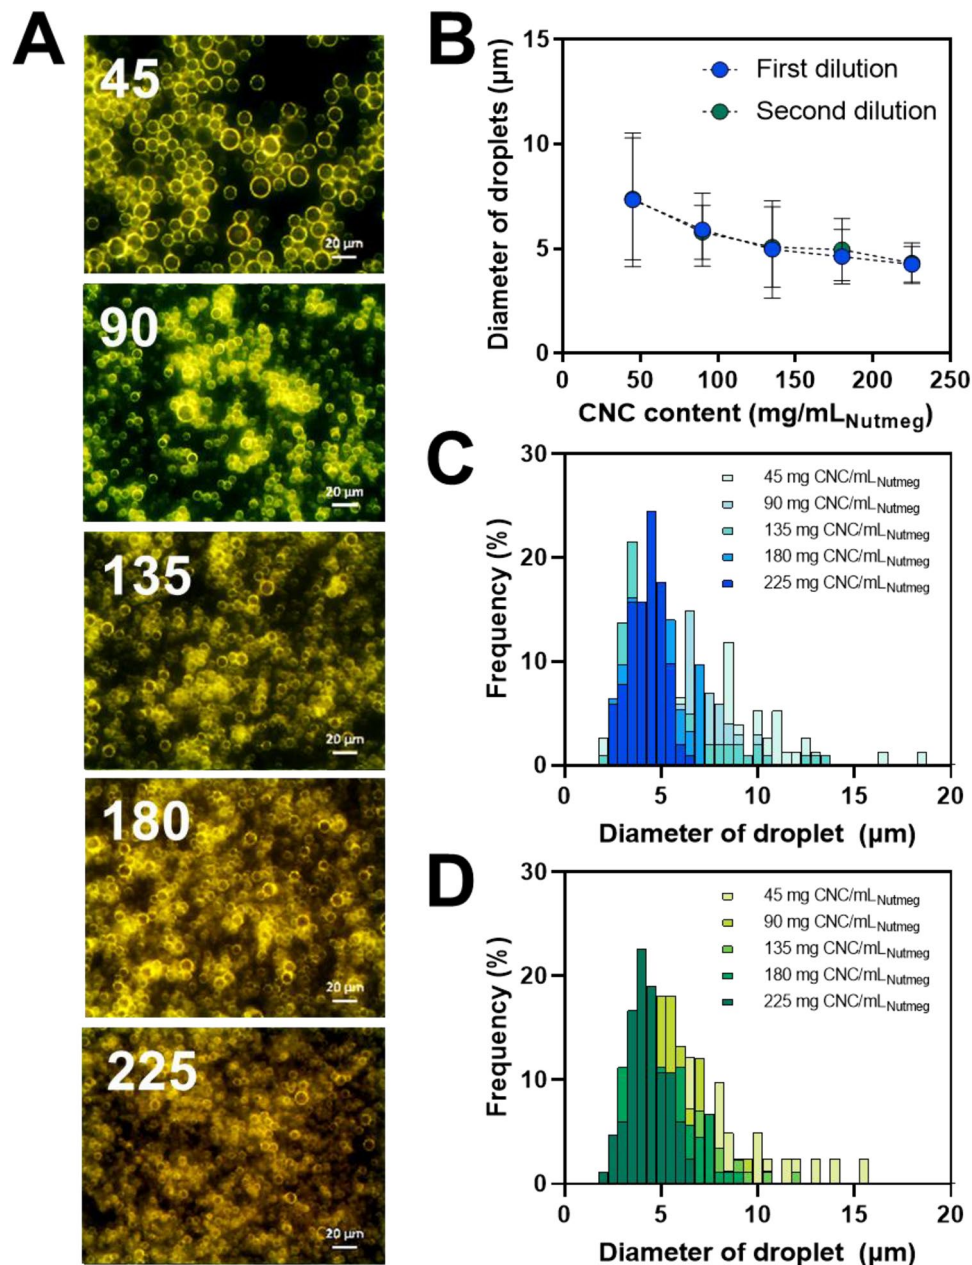 A
45
20 µm
90
20 µm
135
20 µm
180
20 µm
225
20 µm
B
15
10
5
0
Diameter of droplets (µm)
First dilution
Second dilution
0 50 100 150 200 250
CNC content (mg/mLNutmeg)
C
30
20
10
0
Frequency (%)
45 mg CNC/mLNutmeg
90 mg CNC/mLNutmeg
135 mg CNC/mLNutmeg
180 mg CNC/mLNutmeg
225 mg CNC/mLNutmeg
0 5 10 15 20
Diameter of droplet (µm)
D
30
20
10
0
Frequency (%)
45 mg CNC/mLNutmeg
90 mg CNC/mLNutmeg
135 mg CNC/mLNutmeg
180 mg CNC/mLNutmeg
225 mg CNC/mLNutmeg
0 5 10 15 20
Diameter of droplet (µm)